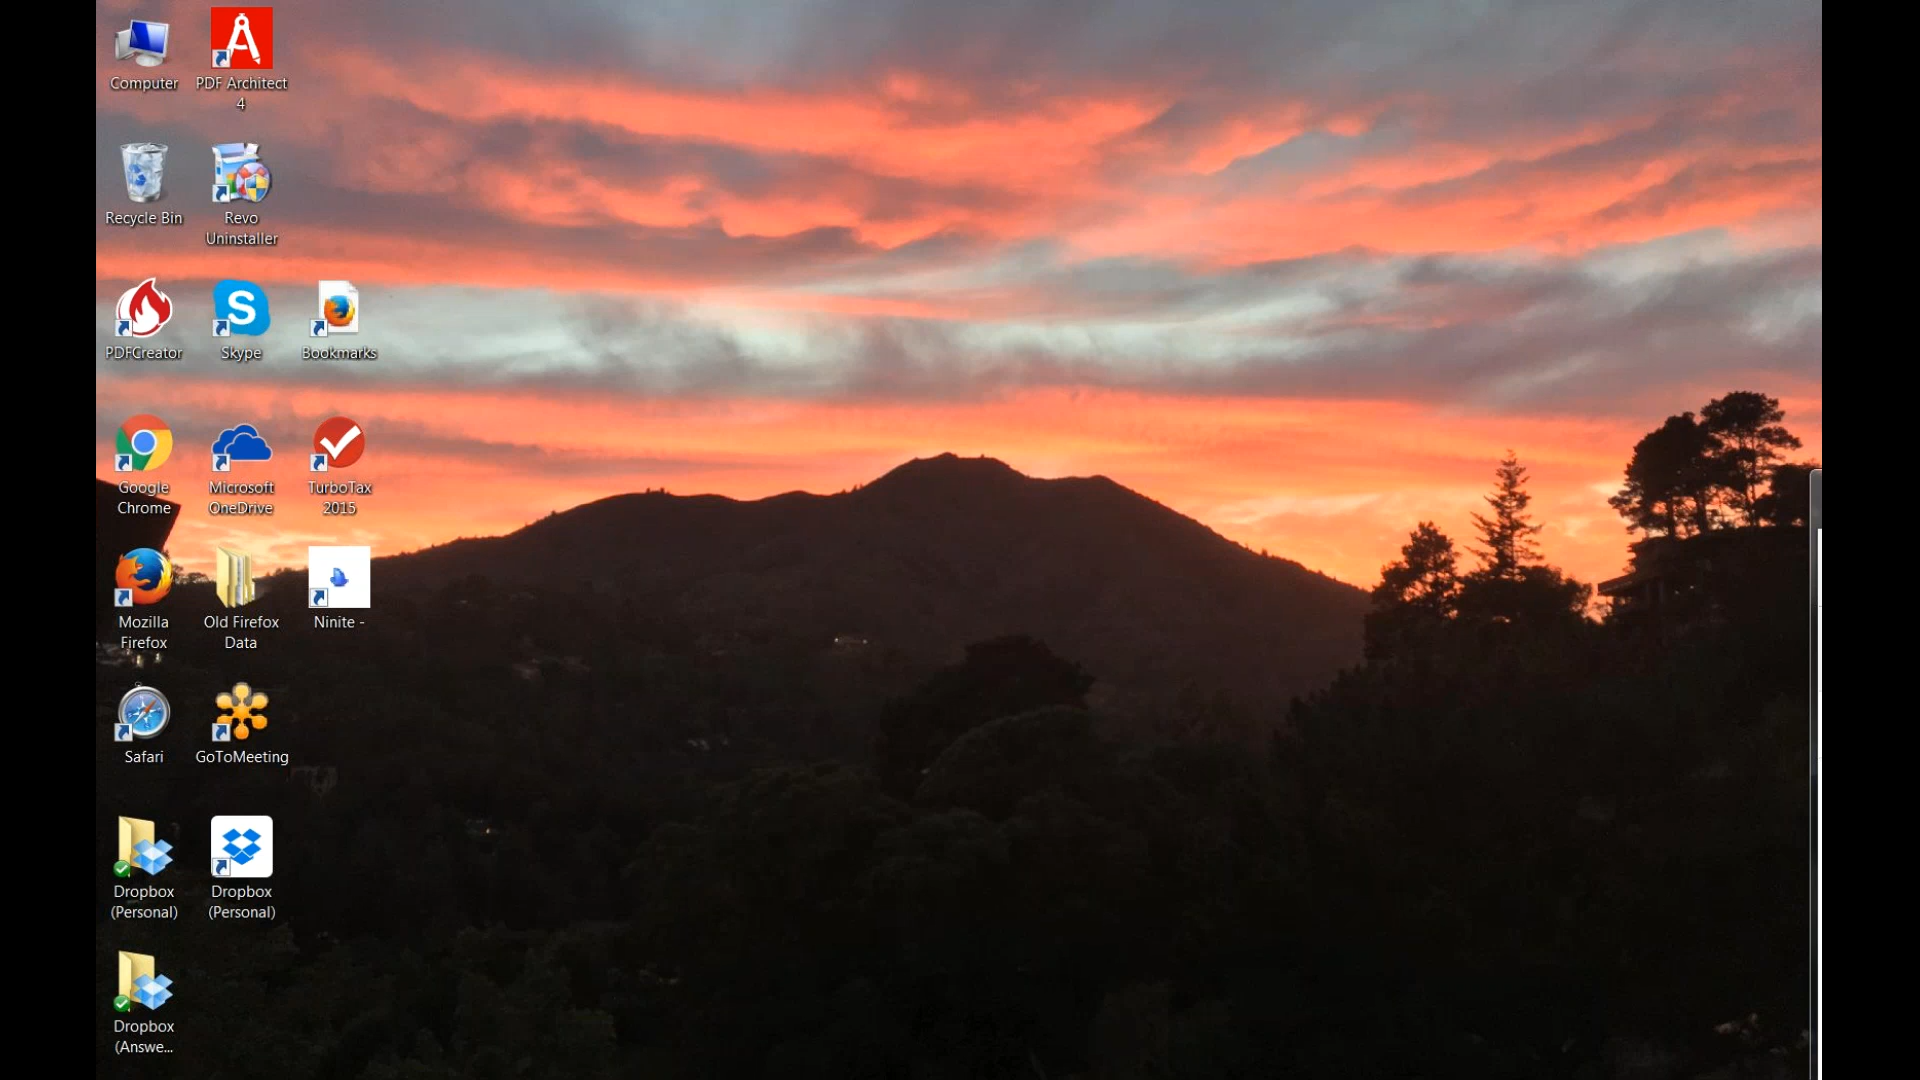 Computer
PDF Architect
4
Recycle Bin
Revo
Uninstaller
PDFCreator
Skype
Bookmarks
Google
Chrome
Microsoft
OneDrive
TurboTax
2015
Mozilla
Firefox
Old Firefox
Data
Ninite -
Safari
GoToMeeting
Dropbox
(Personal)
Dropbox
(Personal)
Dropbox
(Answe...